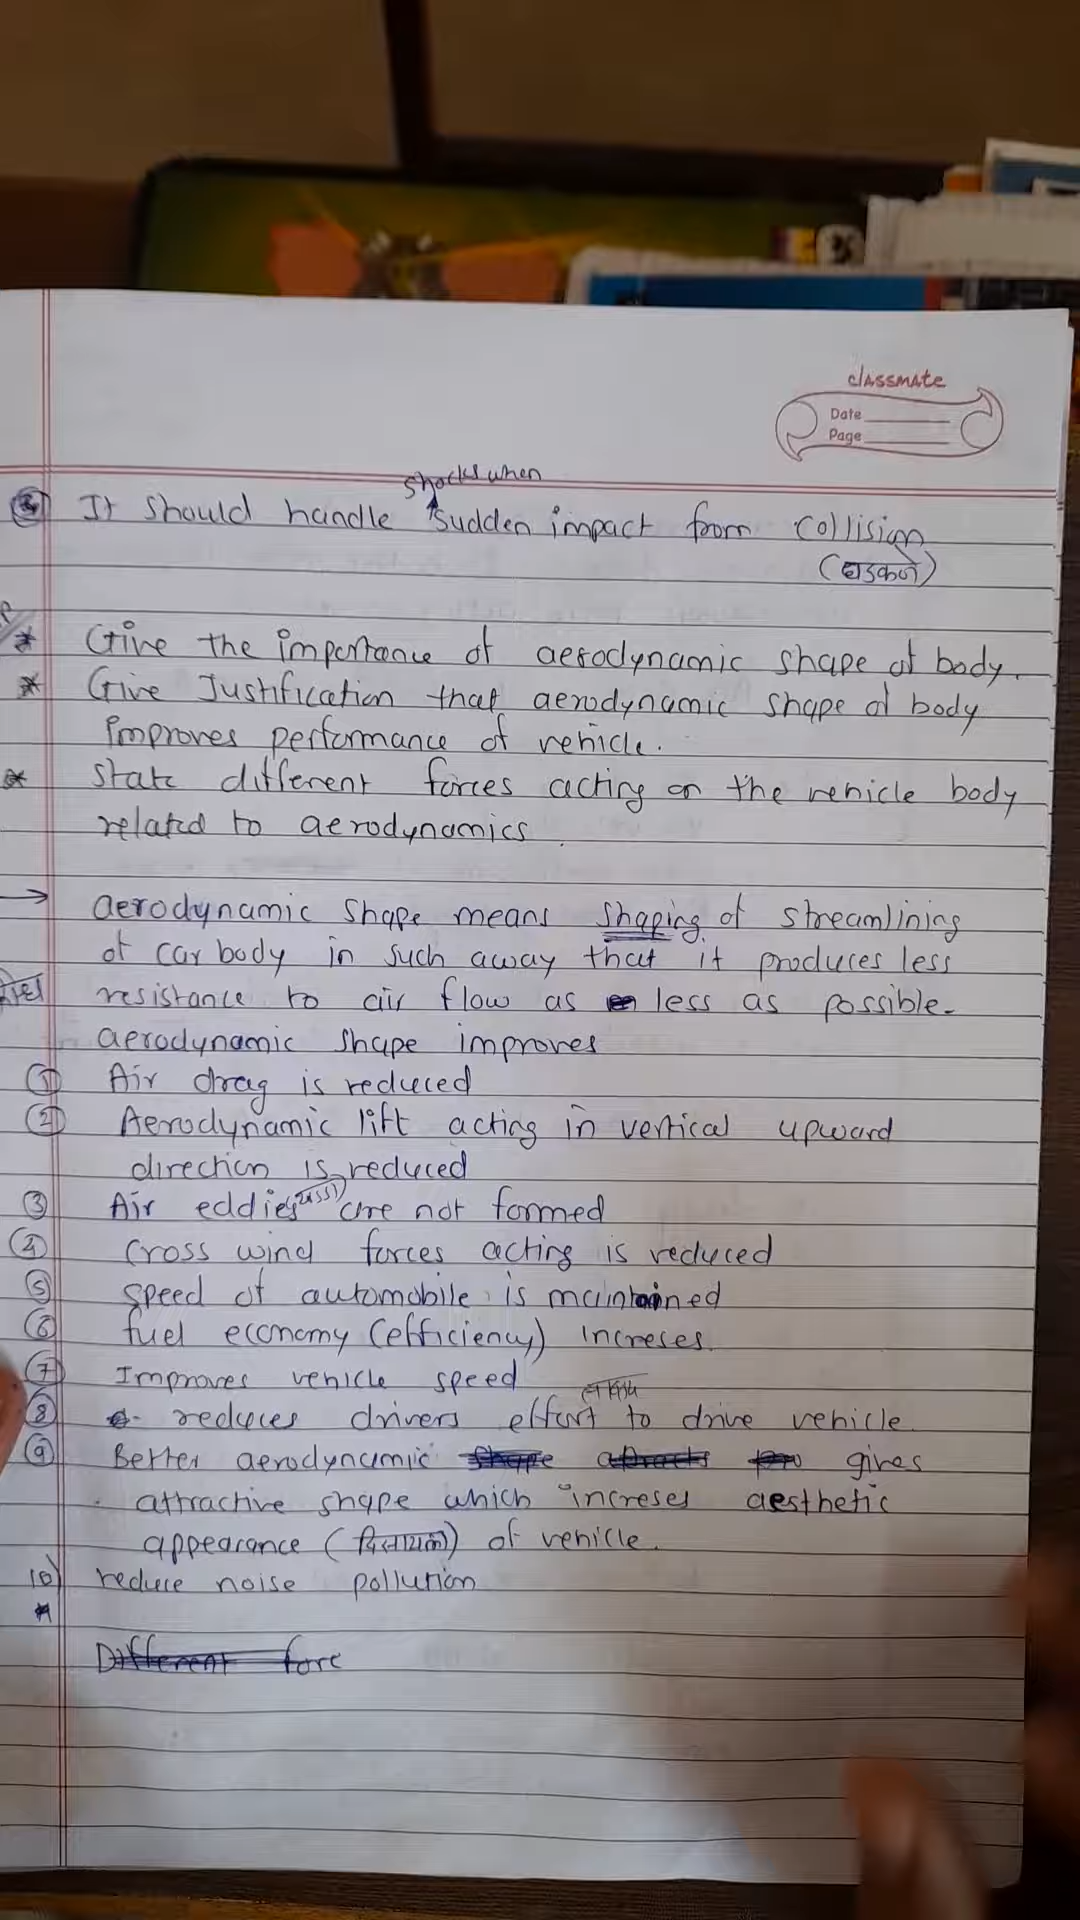 classmate
Date
Page
shocks when
③ It should handle sudden impact from collision
(धडकने)
* Give the importance of aerodynamic shape of body.
* Give Justification that aerodynamic shape of body
improves performance of vehicle.
* State different forces acting on the vehicle body
related to aerodynamics.
→ aerodynamic shape means shaping of streamlining
of car body in such away that it produces less
resistance to air flow as less as possible.
aerodynamic shape improves
① Air drag is reduced
② Aerodynamic lift acting in vertical upward
direction is reduced
③ Air eddies are not formed
④ cross wind forces acting is reduced
⑤ speed of automobile is maintained
⑥ fuel economy (efficiency) increses.
⑦ Improves vehicle speed
⑧ reduces drivers effort to drive vehicle.
⑨ Better aerodynamic gives
attractive shape which increses aesthetic
appearance of vehicle.
10) reduce noise pollution
*
Different fore